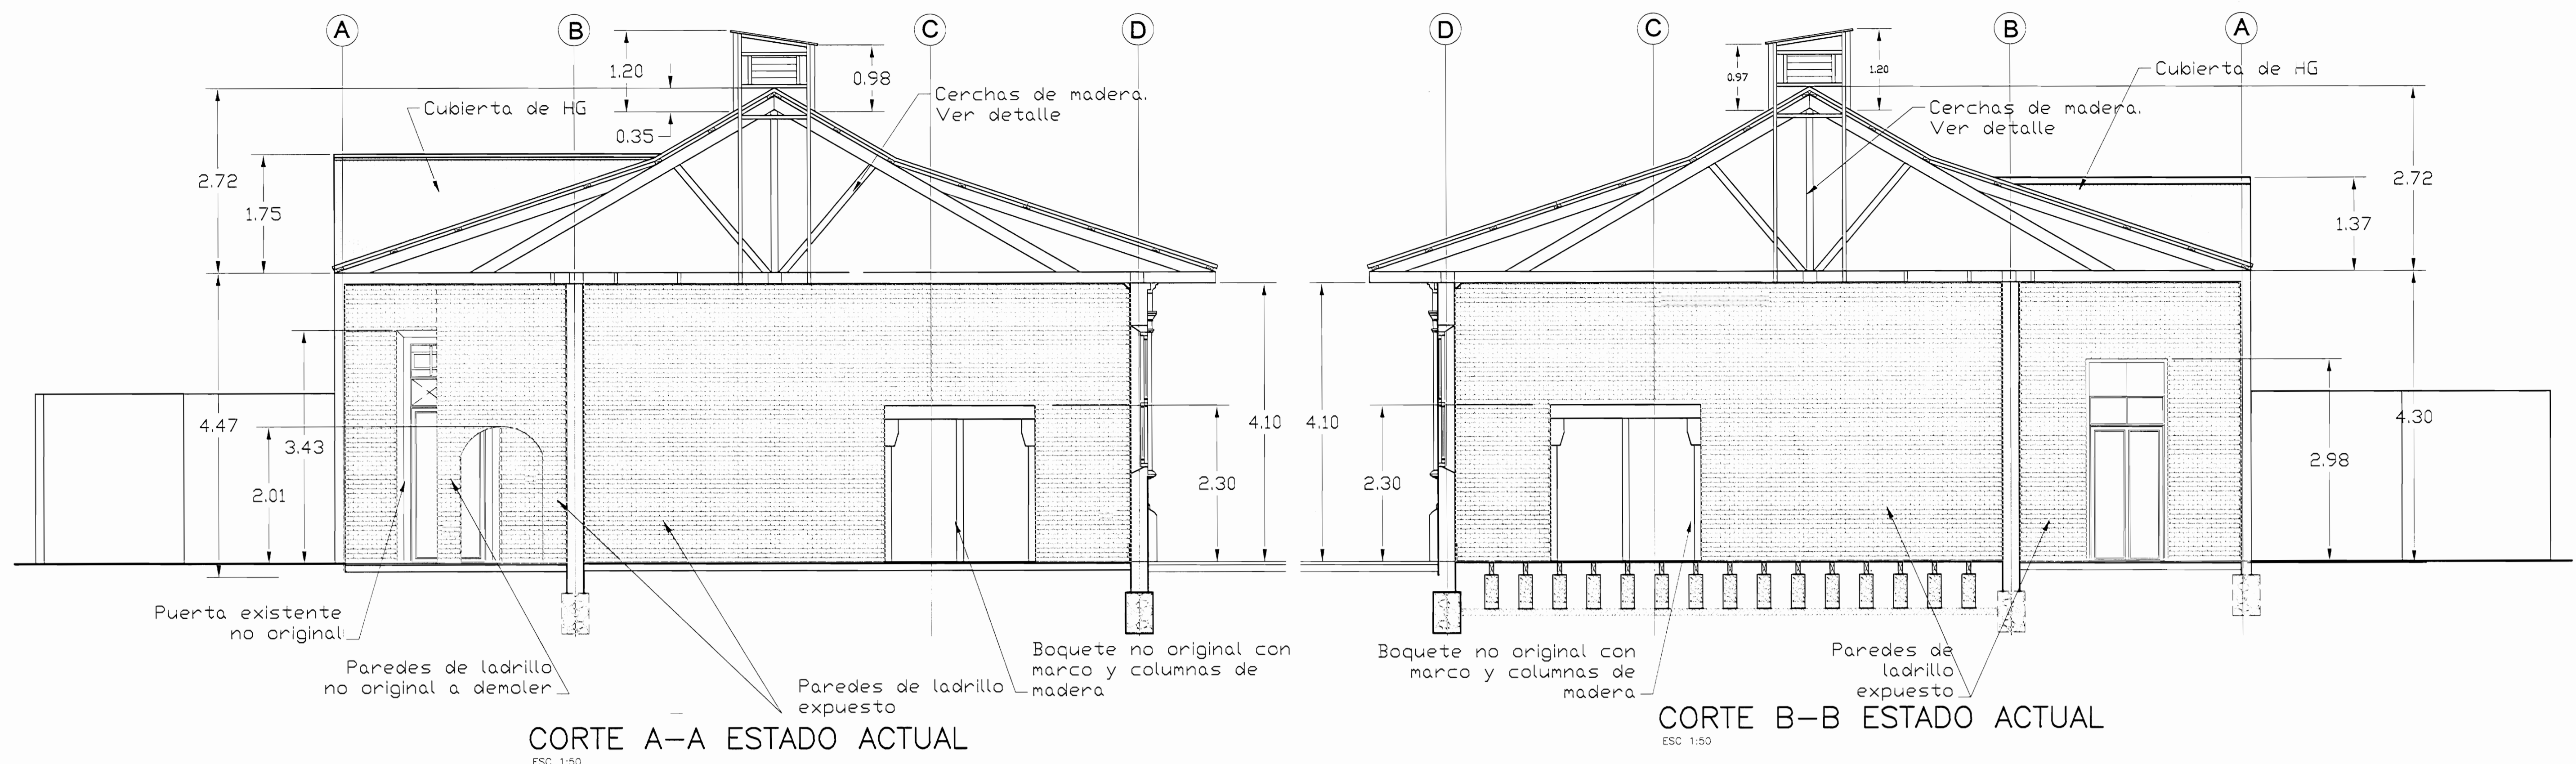 A
B
C
D
1.20
0.98
Cubierta de HG
0.35
Cerchas de madera.
Ver detalle
2.72
1.75
4.47
3.43
2.01
4.10
2.30
Puerta existente
no original
Paredes de ladrillo
no original a demoler
Paredes de ladrillo
expuesto
Boquete no original con
marco y columnas de
madera
CORTE A-A ESTADO ACTUAL
ESC 1:50
D
C
B
A
0.97
1.20
Cubierta de HG
Cerchas de madera.
Ver detalle
2.72
1.37
4.10
2.30
4.30
2.98
Boquete no original con
marco y columnas de
madera
Paredes de
ladrillo
expuesto
CORTE B-B ESTADO ACTUAL
ESC 1:50